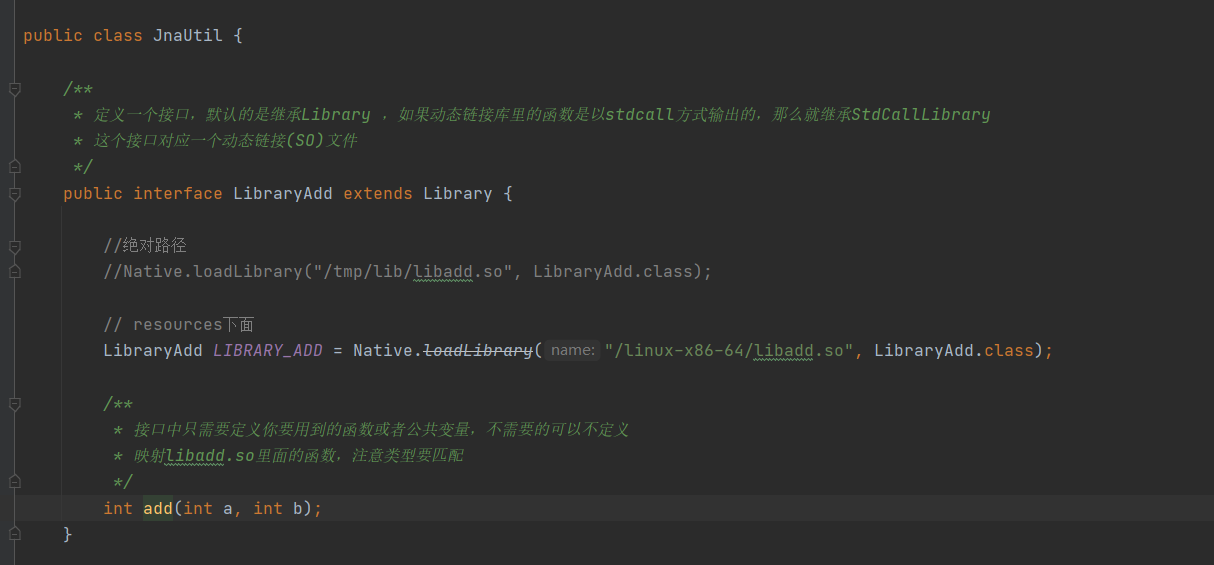 public class JnaUtil {
/**
* 定义一个接口，默认的是继承Library ，如果动态链接库里的函数是以stdcall方式输出的，那么就继承StdCallLibrary
* 这个接口对应一个动态链接(SO)文件
*/
public interface LibraryAdd extends Library {
//绝对路径
//Native.loadLibrary("/tmp/lib/libadd.so", LibraryAdd.class);
// resources下面
LibraryAdd LIBRARY_ADD = Native.loadLibrary( name: "/linux-x86-64/libadd.so", LibraryAdd.class);
/**
* 接口中只需要定义你要用到的函数或者公共变量，不需要的可以不定义
* 映射libadd.so里面的函数，注意类型要匹配
*/
int add(int a, int b);
}